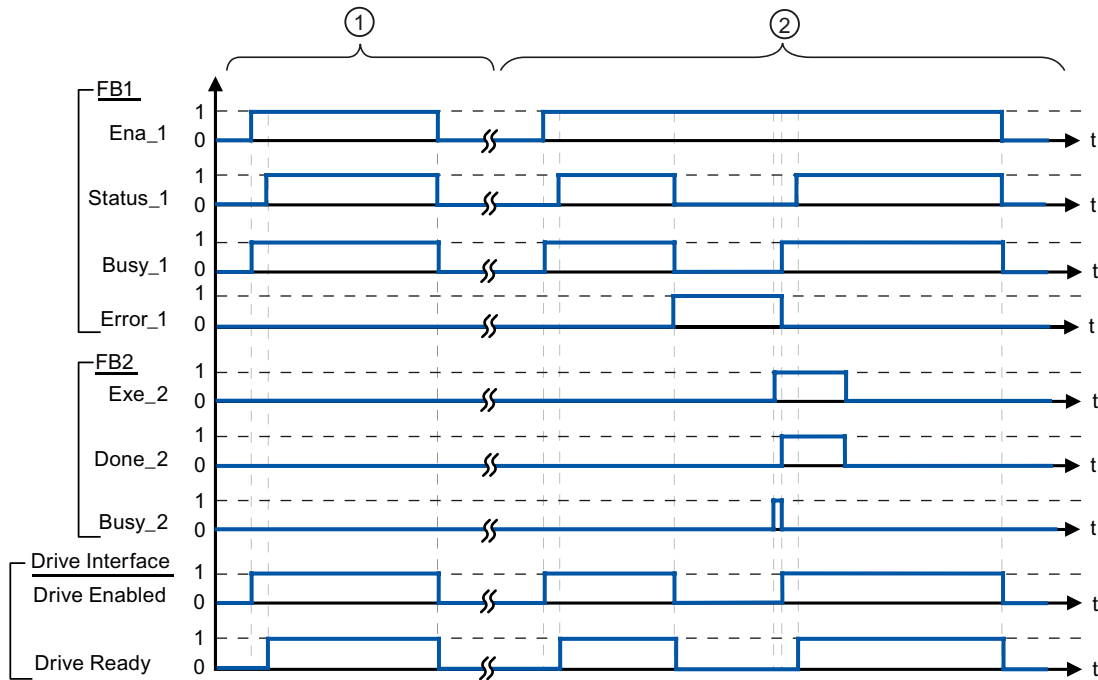 ① ②
FB1
1
Ena_1 0 t
1
Status_1 0 t
1
Busy_1 0 t
1
Error_1 0 t
FB2
1
Exe_2 0 t
1
Done_2 0 t
1
Busy_2 0 t
Drive Interface
1
Drive Enabled 0 t
1
Drive Ready 0 t